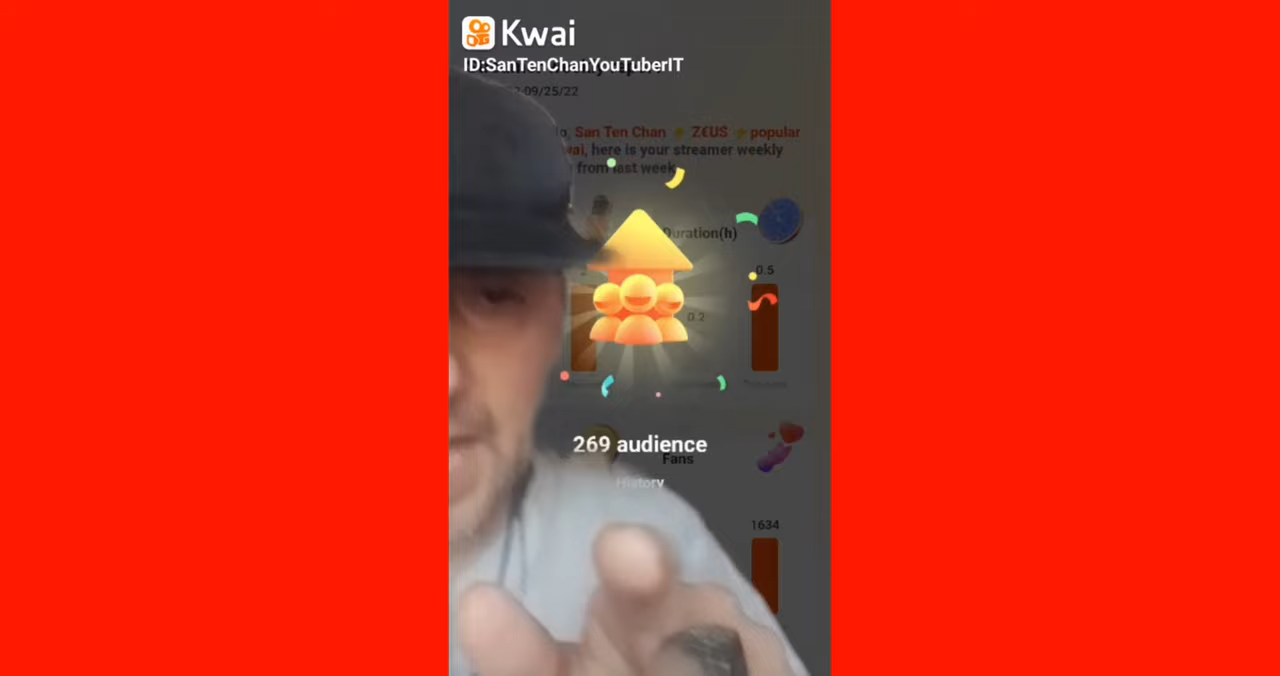 Kwai
ID:SanTenChanYouTuberIT
09/25/22
San Ten Chan Z€US popular
wai, here is your streamer weekly
from last week
Duration(h)
0.5
0.2
269 audience
Fans
History
1634